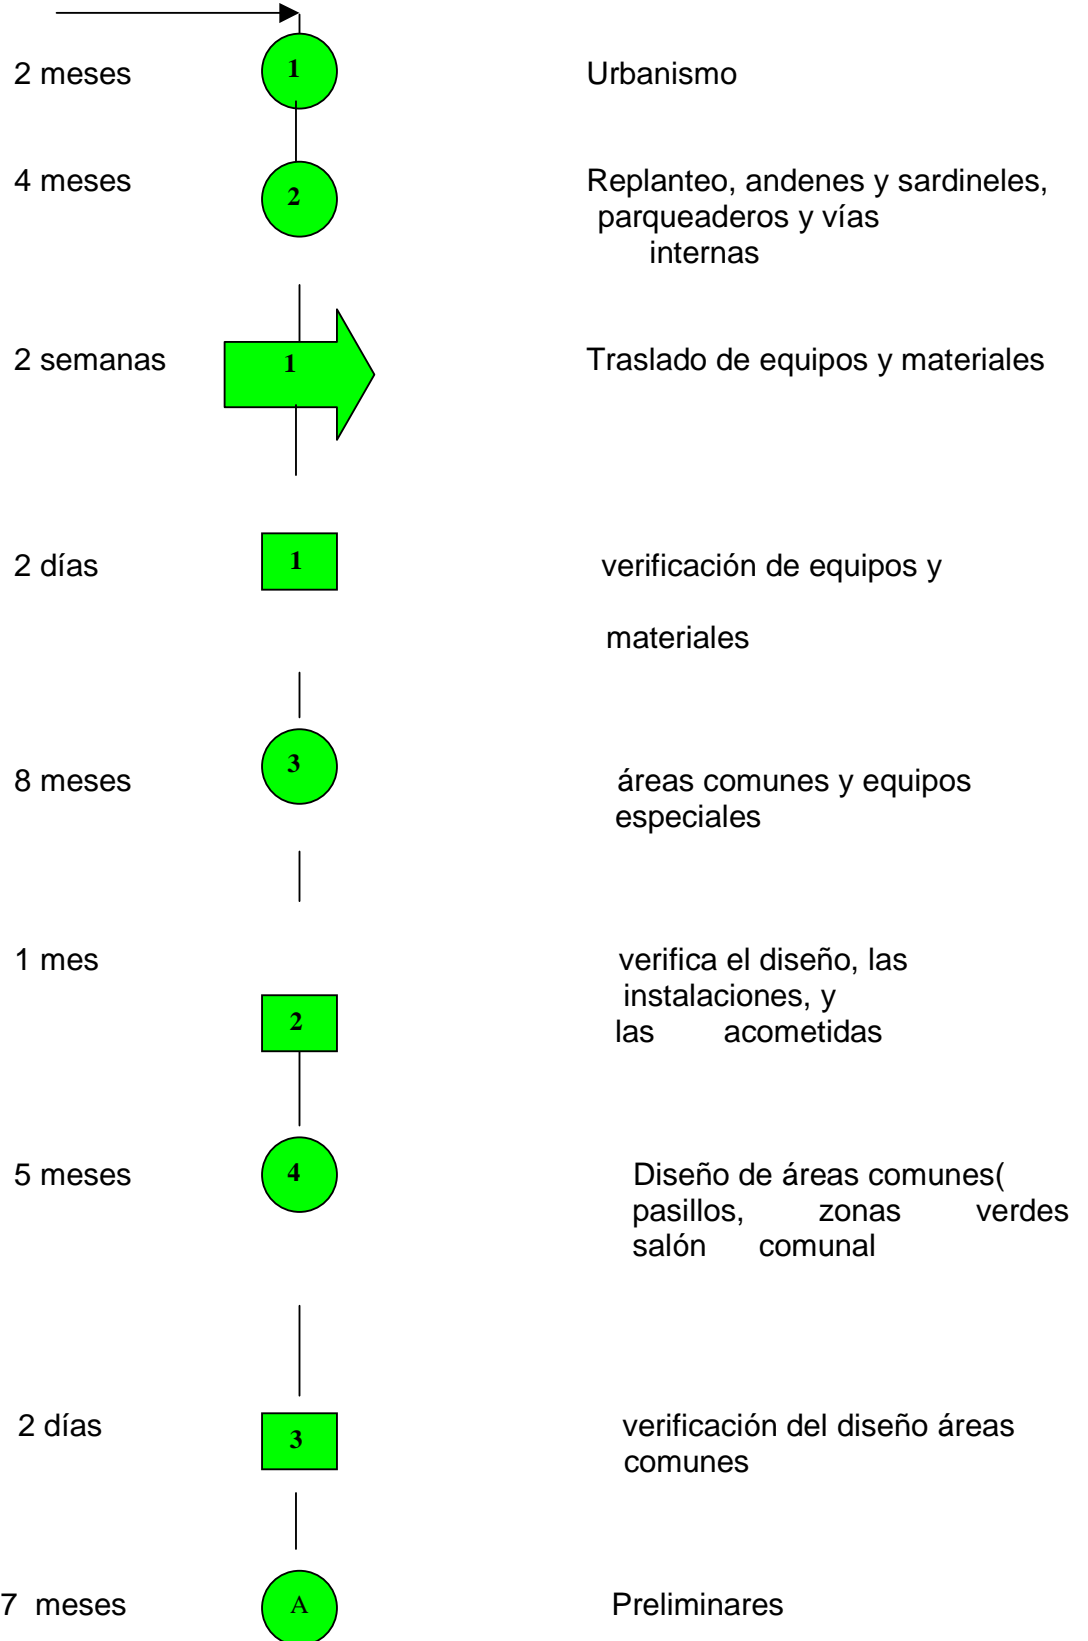 2 meses 1 Urbanismo
4 meses 2 Replanteo, andenes y sardineles,
parqueaderos y vías
internas
2 semanas 1 Traslado de equipos y materiales
2 días 1 verificación de equipos y
materiales
3
8 meses áreas comunes y equipos
especiales
1 mes verifica el diseño, las
instalaciones, y
2
las acometidas
5 meses 4 Diseño de áreas comunes(
pasillos, zonas verdes
salón comunal
2 días 3 verificación del diseño áreas
comunes
7 meses A Preliminares